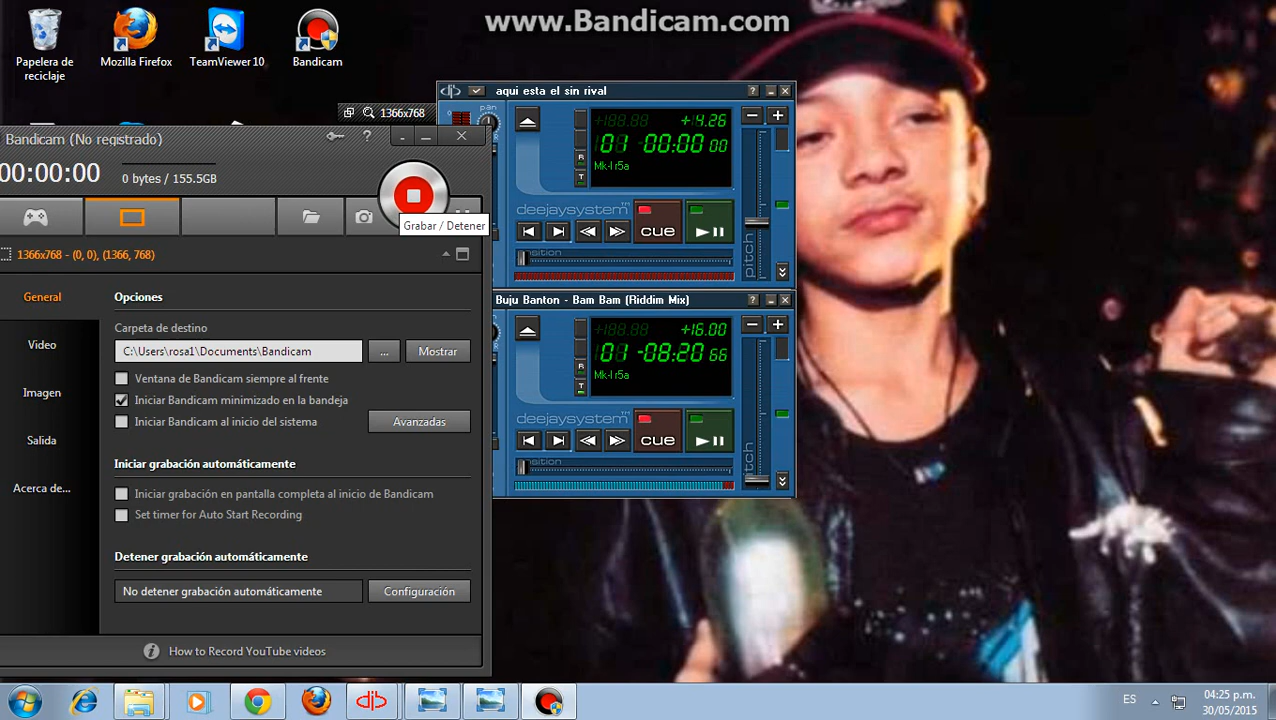 www.Bandicam.com
Papelera de
reciclaje
Mozilla Firefox
TeamViewer 10
Bandicam
1366x768
Bandicam (No registrado)
00:00:00
0 bytes / 155.5GB
Grabar / Detener
1366x768 - (0, 0), (1366, 768)
General
Video
Imagen
Salida
Acerca de...
Opciones
Carpeta de destino
C:\Users\rosa1\Documents\Bandicam
...
Mostrar
Ventana de Bandicam siempre al frente
Iniciar Bandicam minimizado en la bandeja
Iniciar Bandicam al inicio del sistema
Avanzadas
Iniciar grabación automáticamente
Iniciar grabación en pantalla completa al inicio de Bandicam
Set timer for Auto Start Recording
Detener grabación automáticamente
No detener grabación automáticamente
Configuración
How to Record YouTube videos
djb aqui esta el sin rival
pan
+4.26
01 -00:00 00
R
T
Mk-I r5a
deejaysystem™
cue
pitch
Buju Banton - Bam Bam (Riddim Mix)
+16.00
01 -08:20 66
R
T
Mk-I r5a
deejaysystem™
cue
ES
04:25 p.m.
30/05/2015